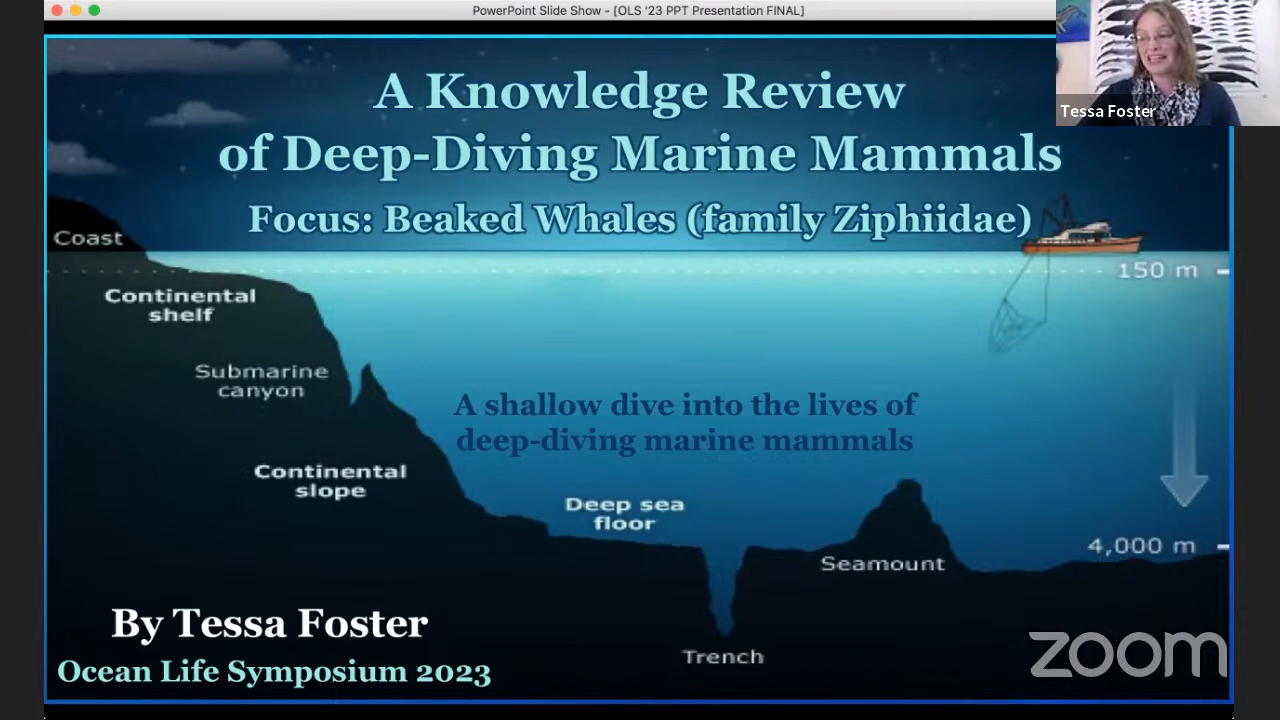 PowerPoint Slide Show - [OLS '23 PPT Presentation FINAL]
A Knowledge Review
of Deep-Diving Marine Mammals
Focus: Beaked Whales (family Ziphiidae)
Tessa Foster
Coast
150 m
Continental
shelf
Submarine
canyon
A shallow dive into the lives of
deep-diving marine mammals
Continental
slope
Deep sea
floor
4,000 m
Seamount
By Tessa Foster
Trench
Ocean Life Symposium 2023
zoom